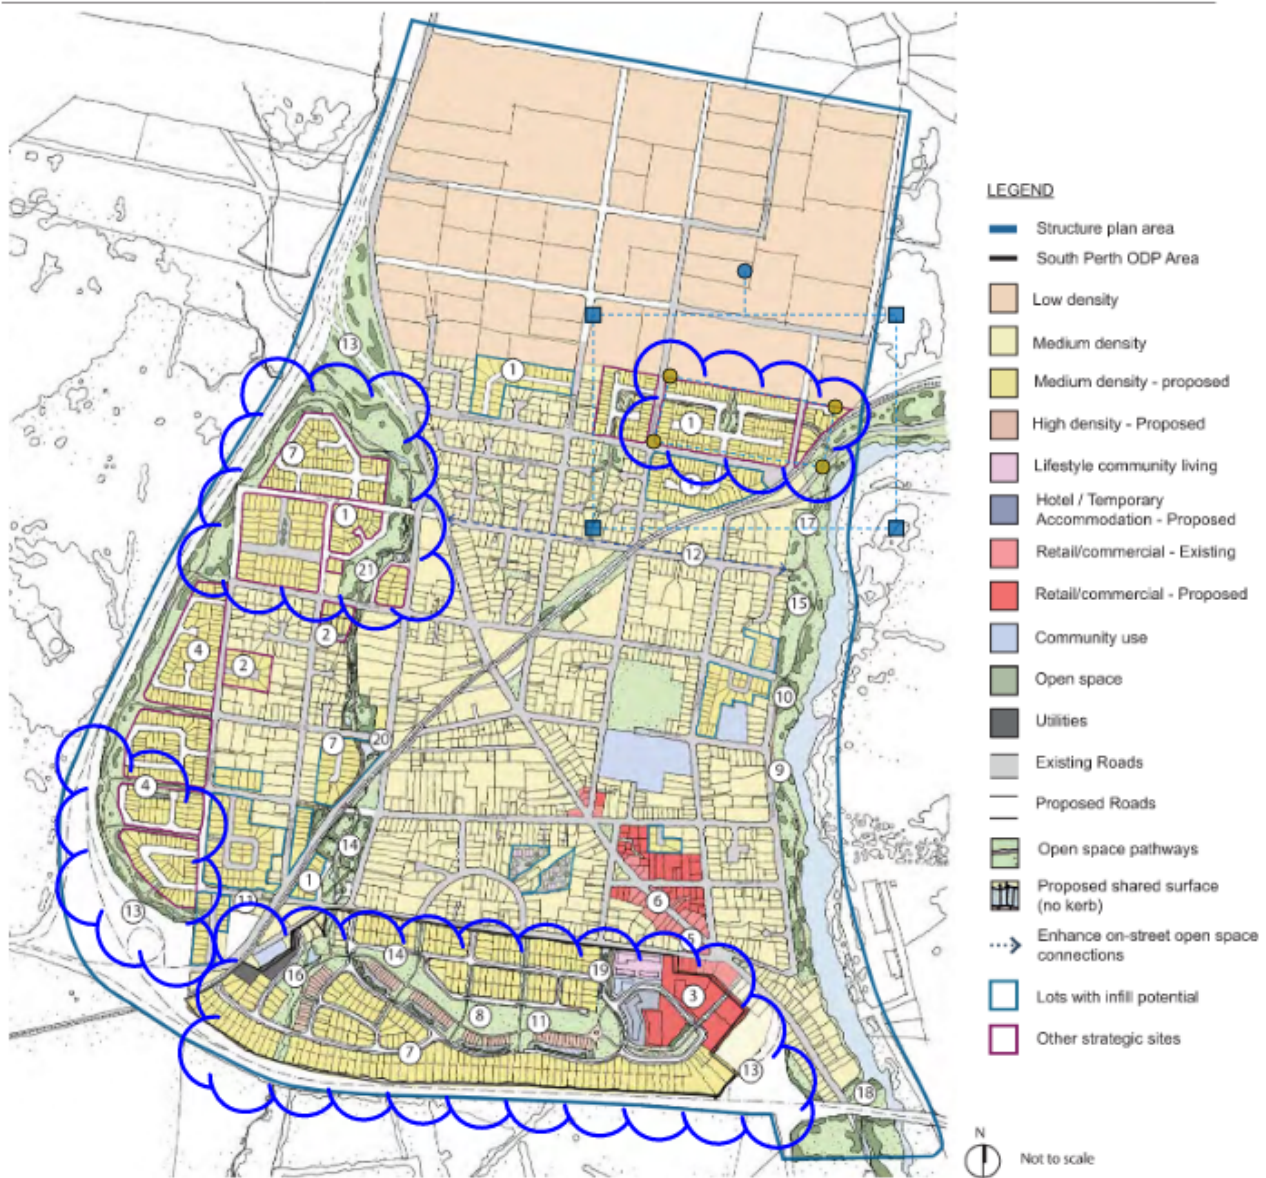 LEGEND
Structure plan area
South Perth ODP Area
Low density
Medium density
Medium density - proposed
High density - Proposed
Lifestyle community living
Hotel / Temporary
Accommodation - Proposed
Retail/commercial - Existing
Retail/commercial - Proposed
Community use
Open space
Utilities
Existing Roads
Proposed Roads
Open space pathways
Proposed shared surface
(no kerb)
Enhance on-street open space
connections
Lots with infill potential
Other strategic sites
N
Not to scale
13
1
1
7
1
17
12
21
15
2
4
2
10
7
20
9
4
14
1
6
13
11
5
14
19
16
3
8
11
7
13
18